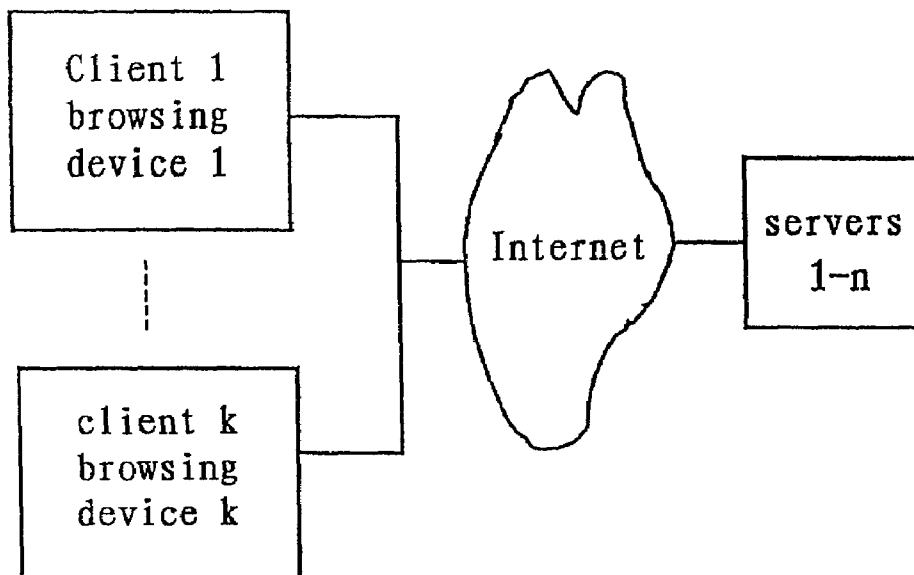 Client 1
browsing
device 1
Internet
servers
1-n
client k
browsing
device k